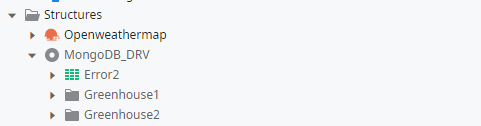 Structures
Openweathermap
MongoDB_DRV
Error2
Greenhouse1
Greenhouse2